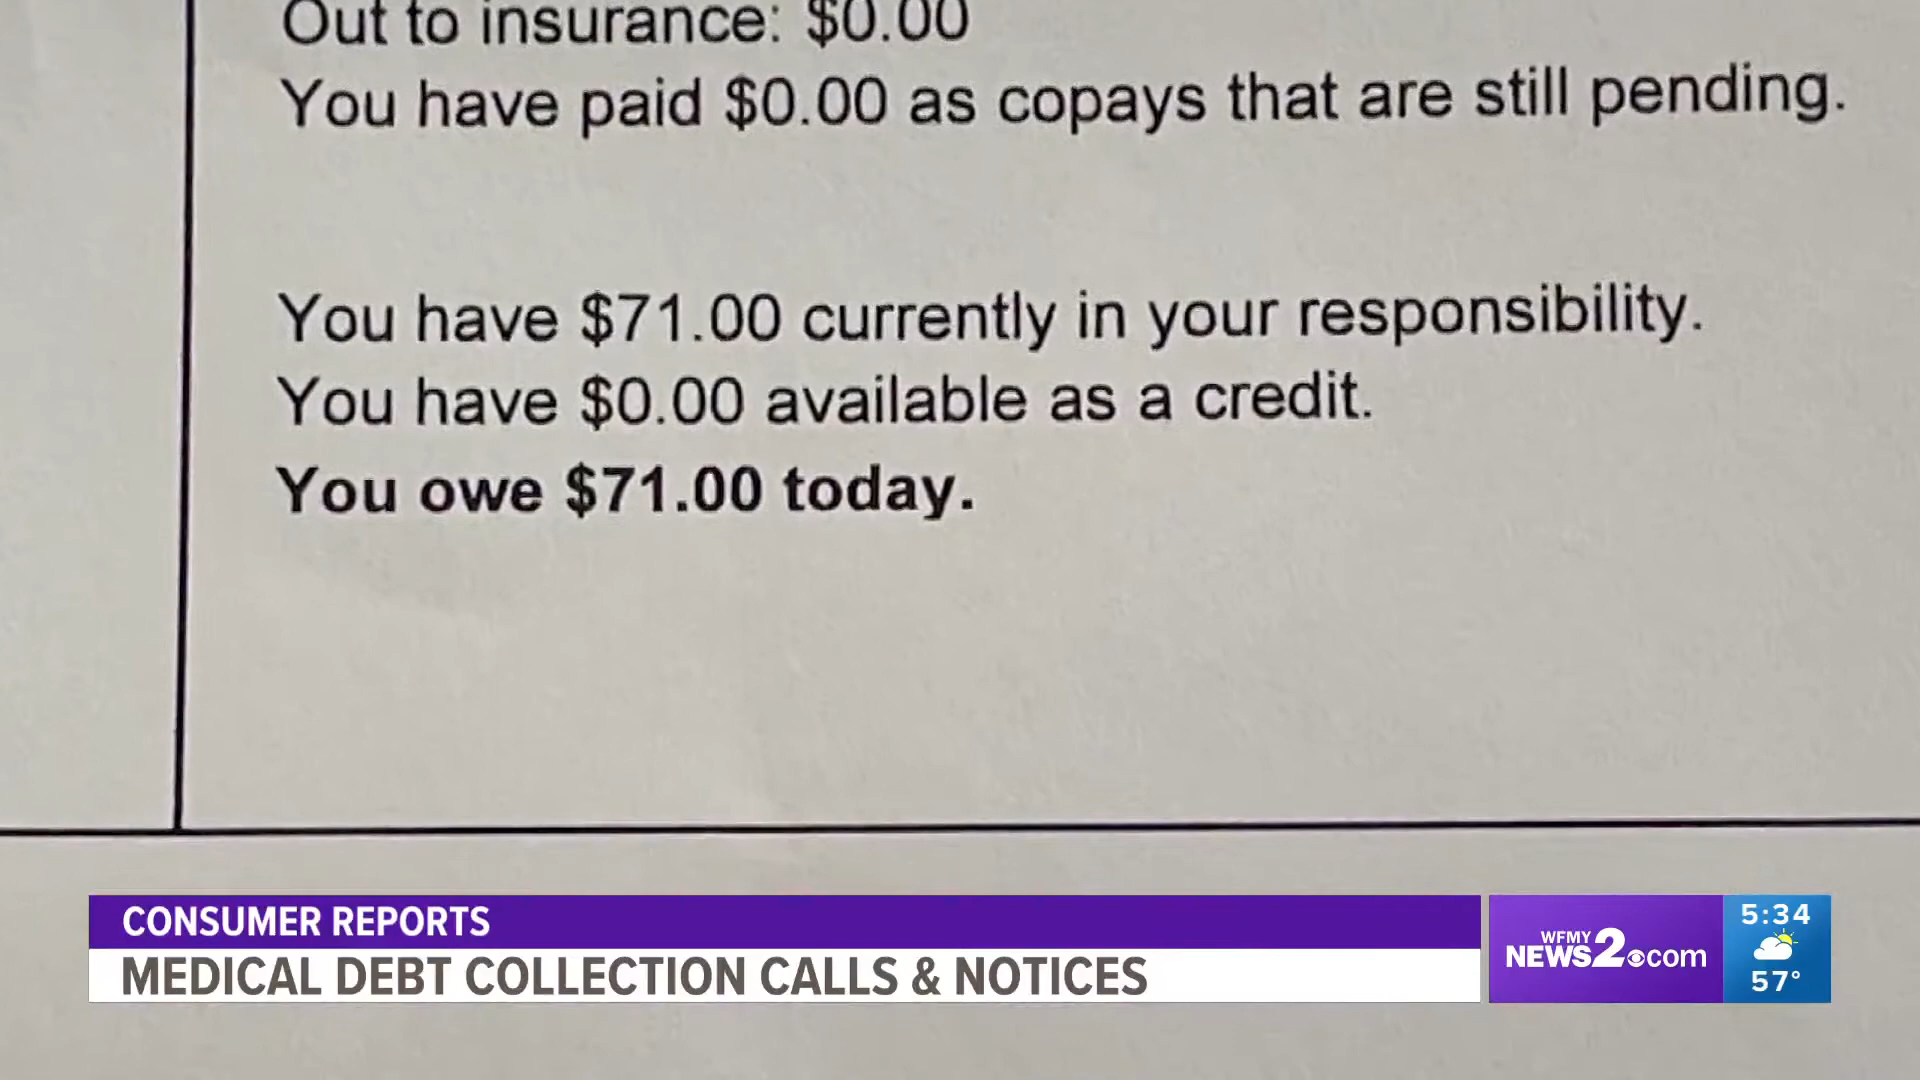 Out to insurance: $0.00
You have paid $0.00 as copays that are still pending.
You have $71.00 currently in your responsibility.
You have $0.00 available as a credit.
You owe $71.00 today.
CONSUMER REPORTS
MEDICAL DEBT COLLECTION CALLS & NOTICES
WFMY
NEWS2.com
5:34
57°